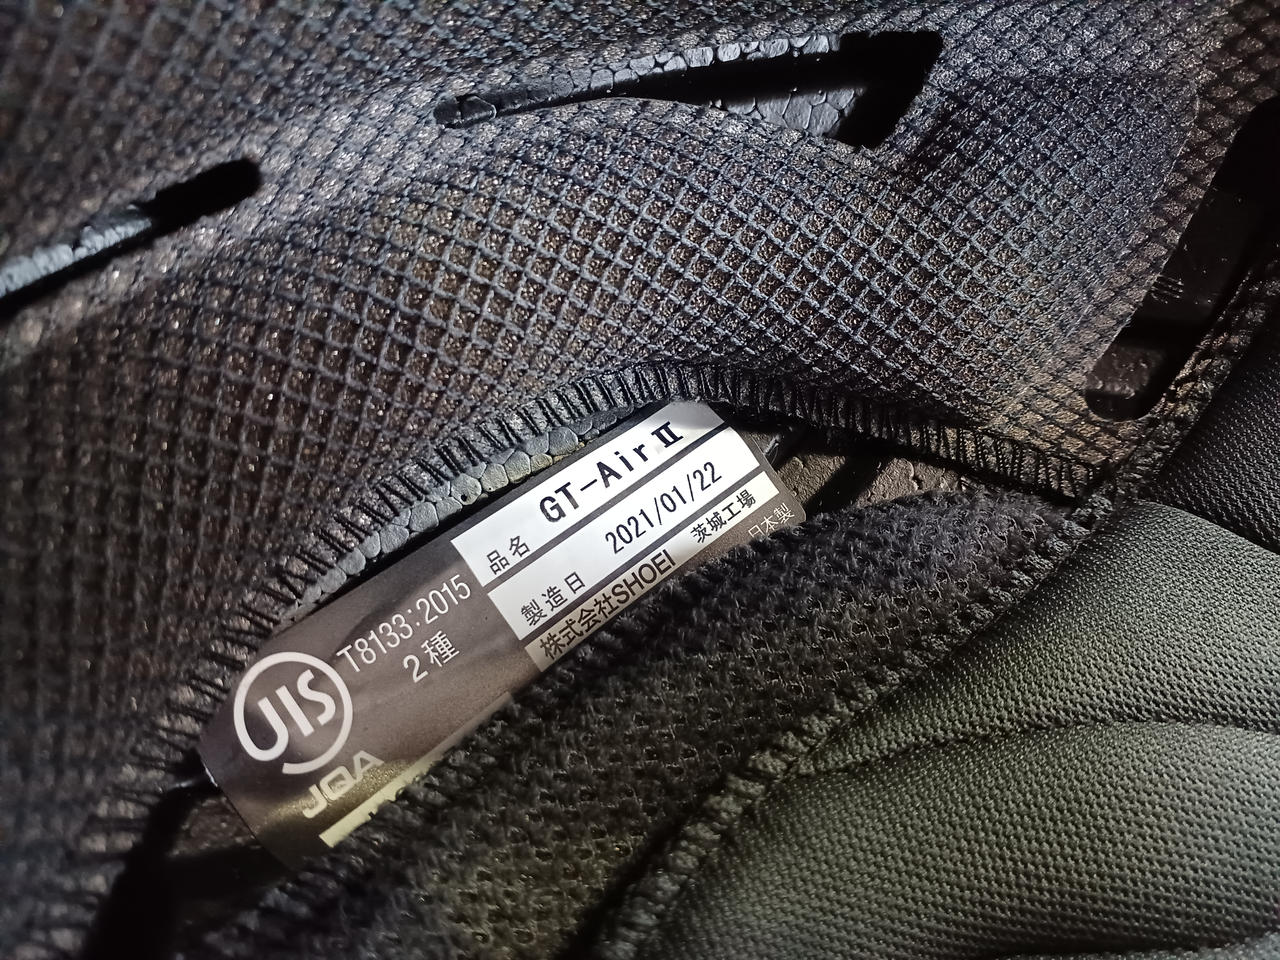 品名 GT-AirⅡ
製造日 2021/01/22
株式会社SHOEI 茨城工場
日本製
T8133:2015
2種
JIS
JQA